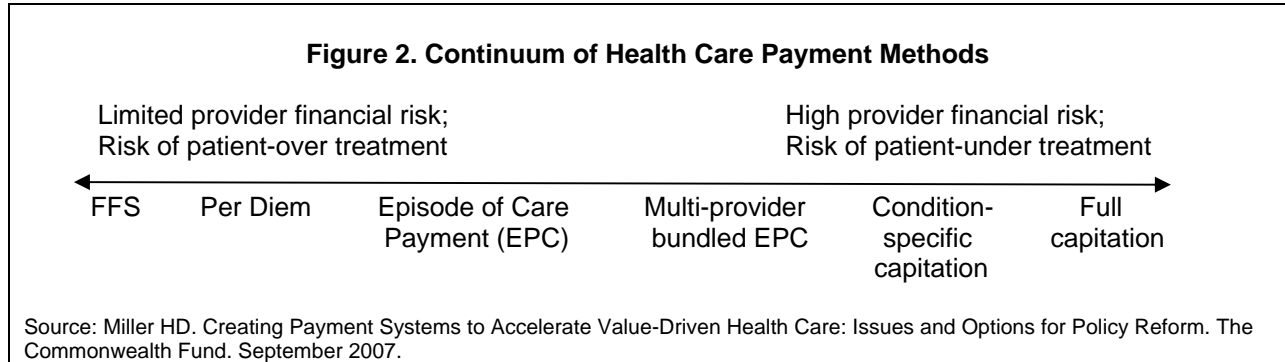 Figure 2. Continuum of Health Care Payment Methods
Limited provider financial risk;
Risk of patient-over treatment
High provider financial risk;
Risk of patient-under treatment
FFS
Per Diem
Episode of Care
Payment (EPC)
Multi-provider
bundled EPC
Condition-
specific
capitation
Full
capitation
Source: Miller HD. Creating Payment Systems to Accelerate Value-Driven Health Care: Issues and Options for Policy Reform. The
Commonwealth Fund. September 2007.